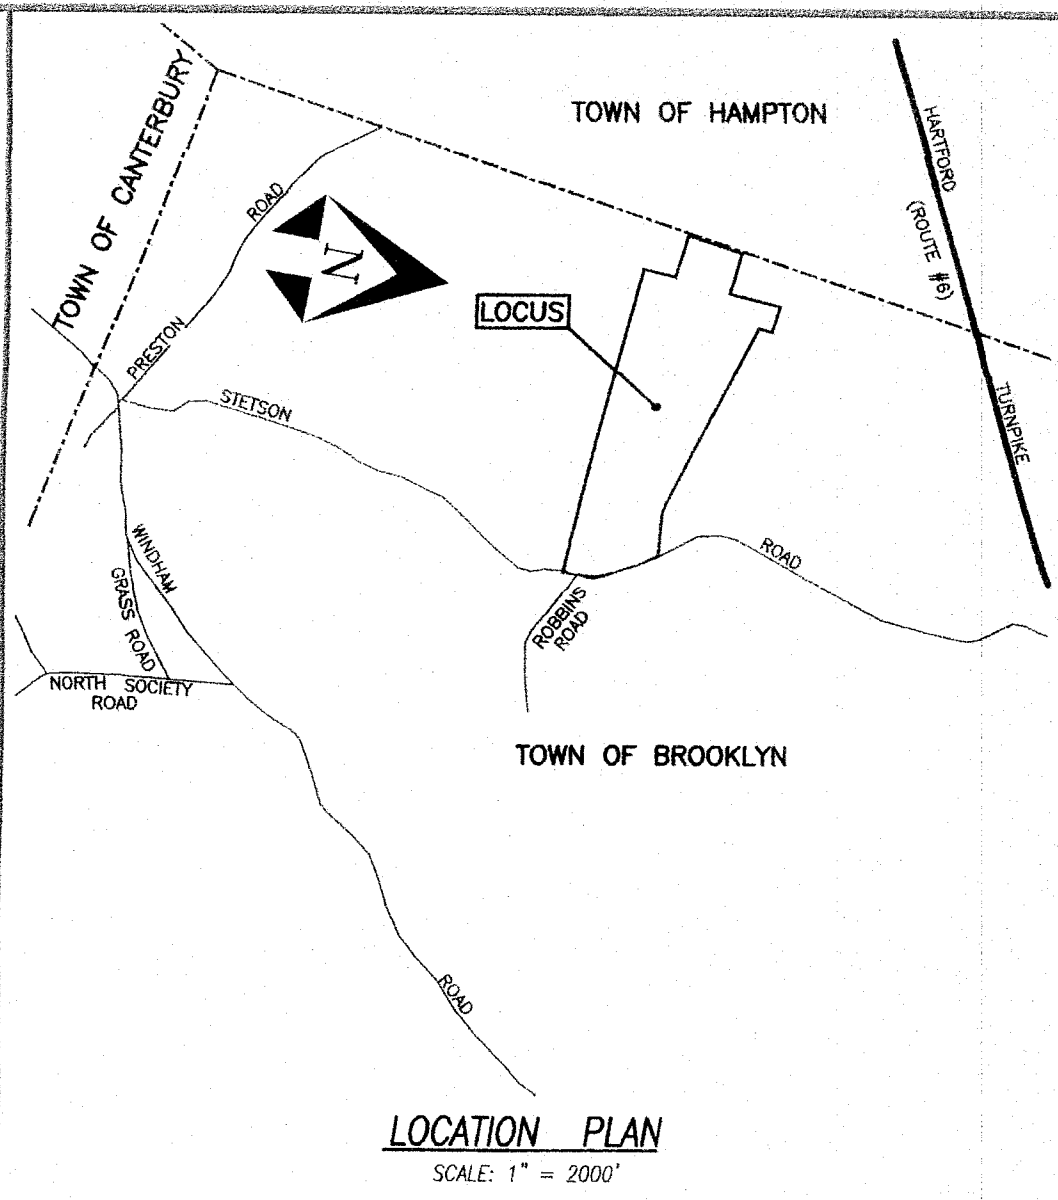 TOWN OF HAMPTON
TOWN OF CANTERBURY
HARTFORD
(ROUTE #6)
TURNPIKE
ROAD
PRESTON
N
LOCUS
STETSON
ROAD
WINDHAM
GRASS ROAD
NORTH SOCIETY
ROAD
ROBBINS
ROAD
TOWN OF BROOKLYN
ROAD
LOCATION PLAN
SCALE: 1" = 2000'